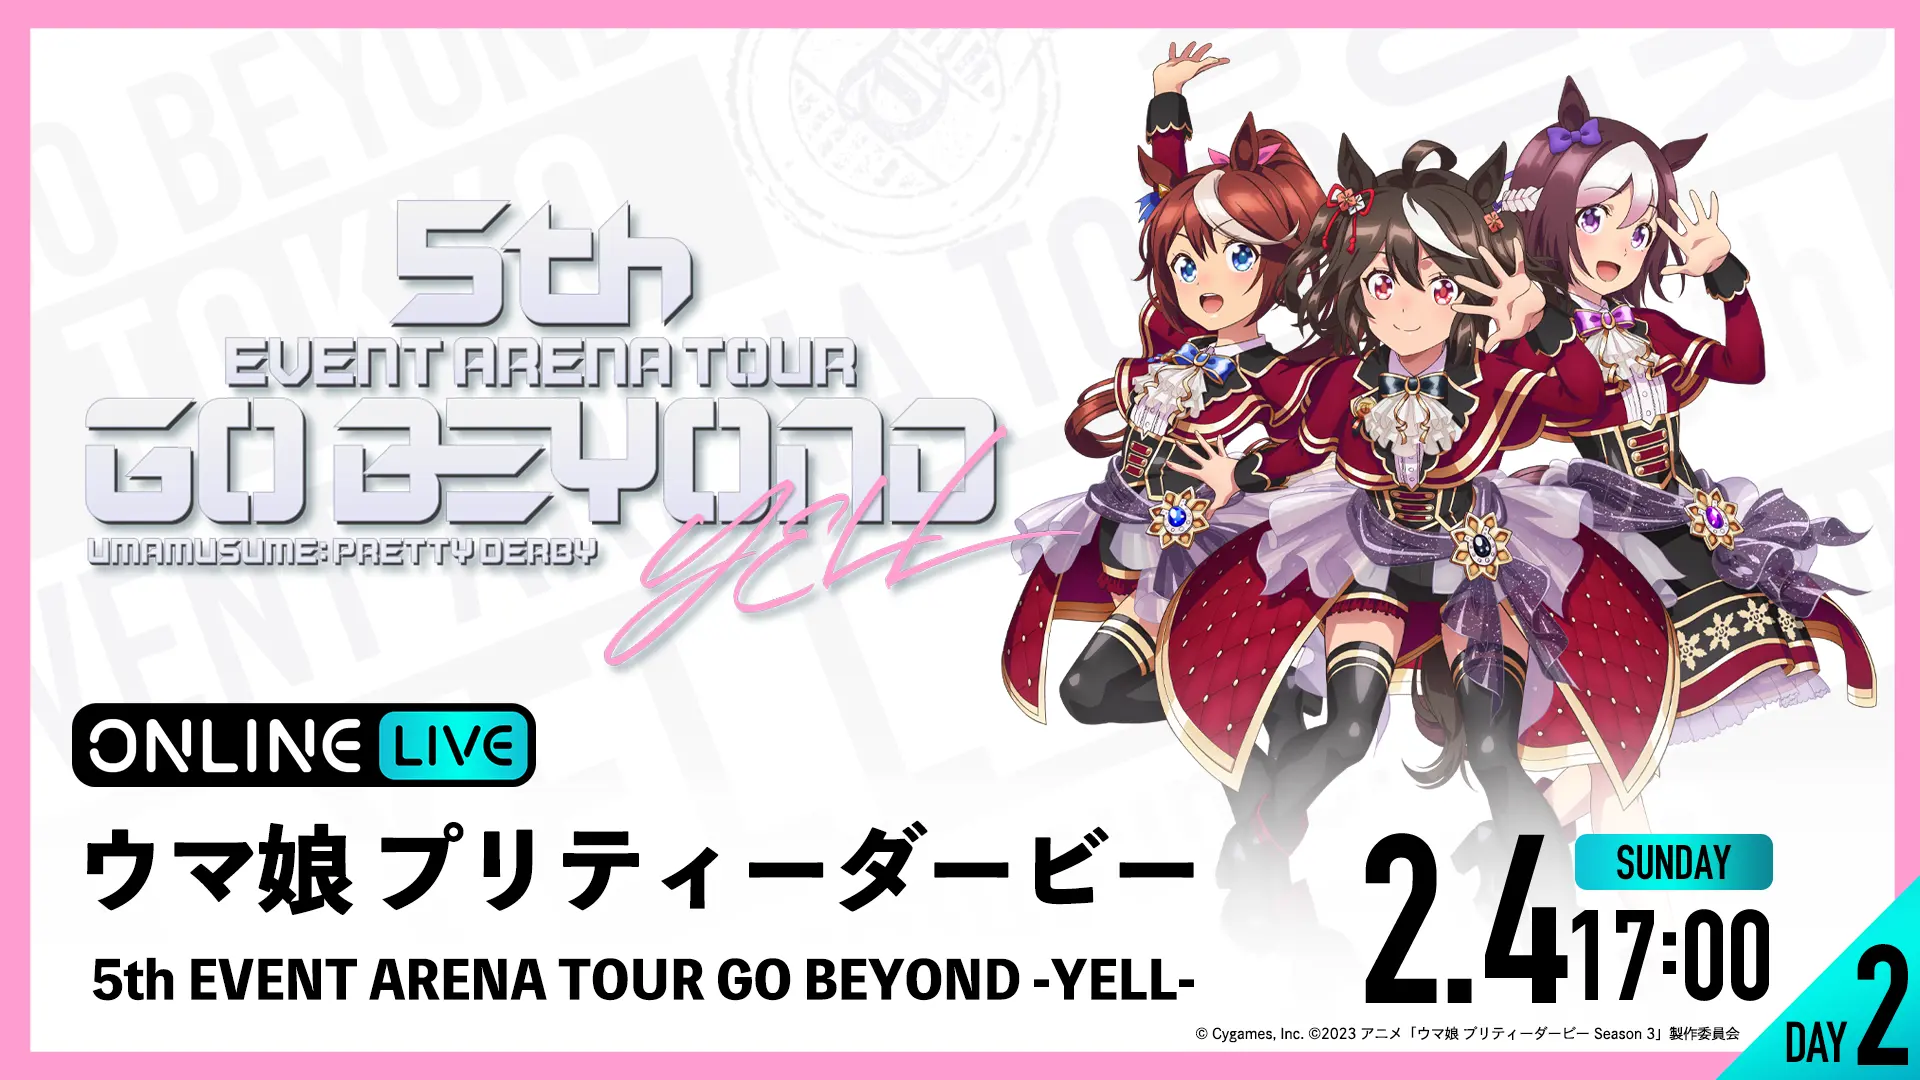 5th
EVENT ARENA TOUR
GO BEYOND
UMAMUSUME: PRETTY DERBY
YELL
ONLINE LIVE
ウマ娘 プリティーダービー
5th EVENT ARENA TOUR GO BEYOND -YELL-
2.4
SUNDAY
17:00
© Cygames, Inc. ©2023 アニメ「ウマ娘 プリティーダービー Season 3」製作委員会
DAY 2